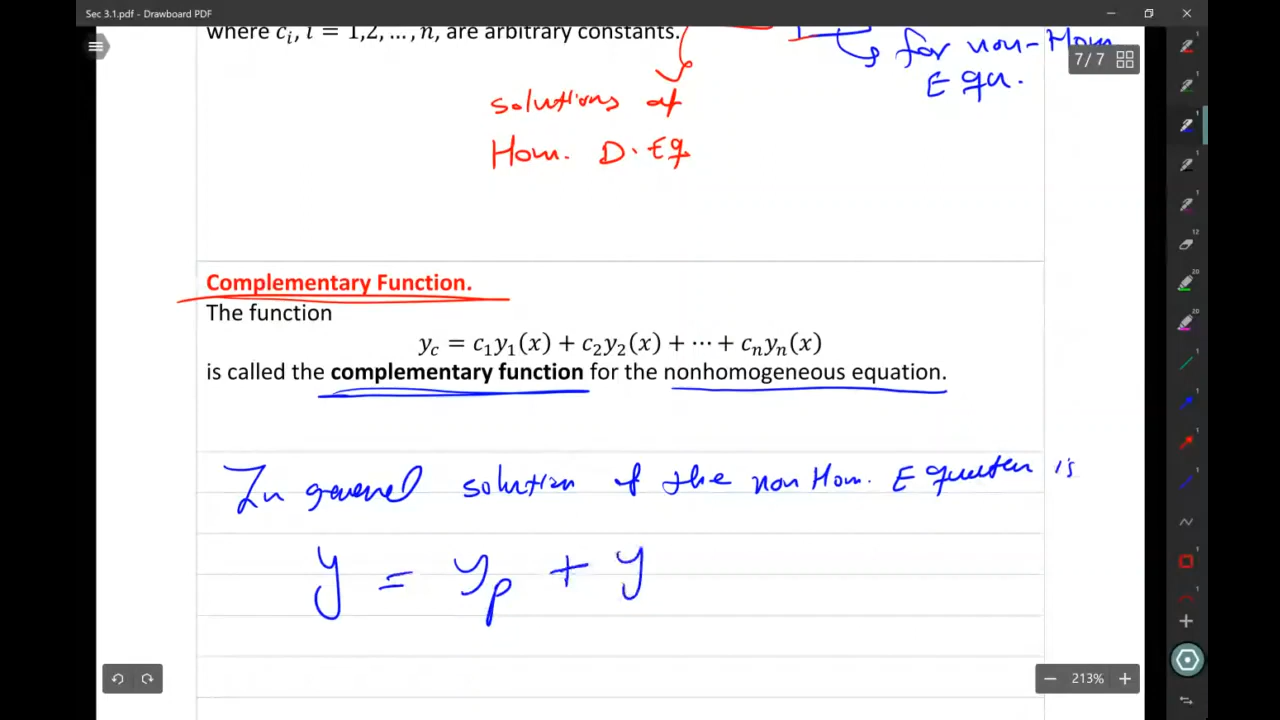 Sec 3.1.pdf - Drawboard PDF
where cᵢ, i = 1,2, …, n, are arbitrary constants.
for non-Hom
Equ.
7 / 7
solutions of
Hom. D. Eq
Complementary Function.
The function
y_c = c₁y₁(x) + c₂y₂(x) + ⋯ + cₙyₙ(x)
is called the complementary function for the nonhomogeneous equation.
In general solution of the non Hom. Equation is
y = y_p + y
213%